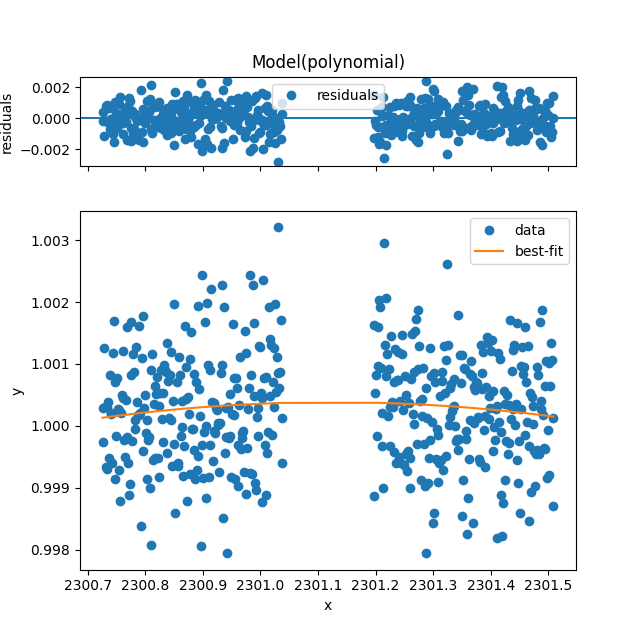 Model(polynomial)
residuals
0.002
0.000
−0.002
residuals
y
1.003
1.002
1.001
1.000
0.999
0.998
data
best-fit
2300.7 2300.8 2300.9 2301.0 2301.1 2301.2 2301.3 2301.4 2301.5
x